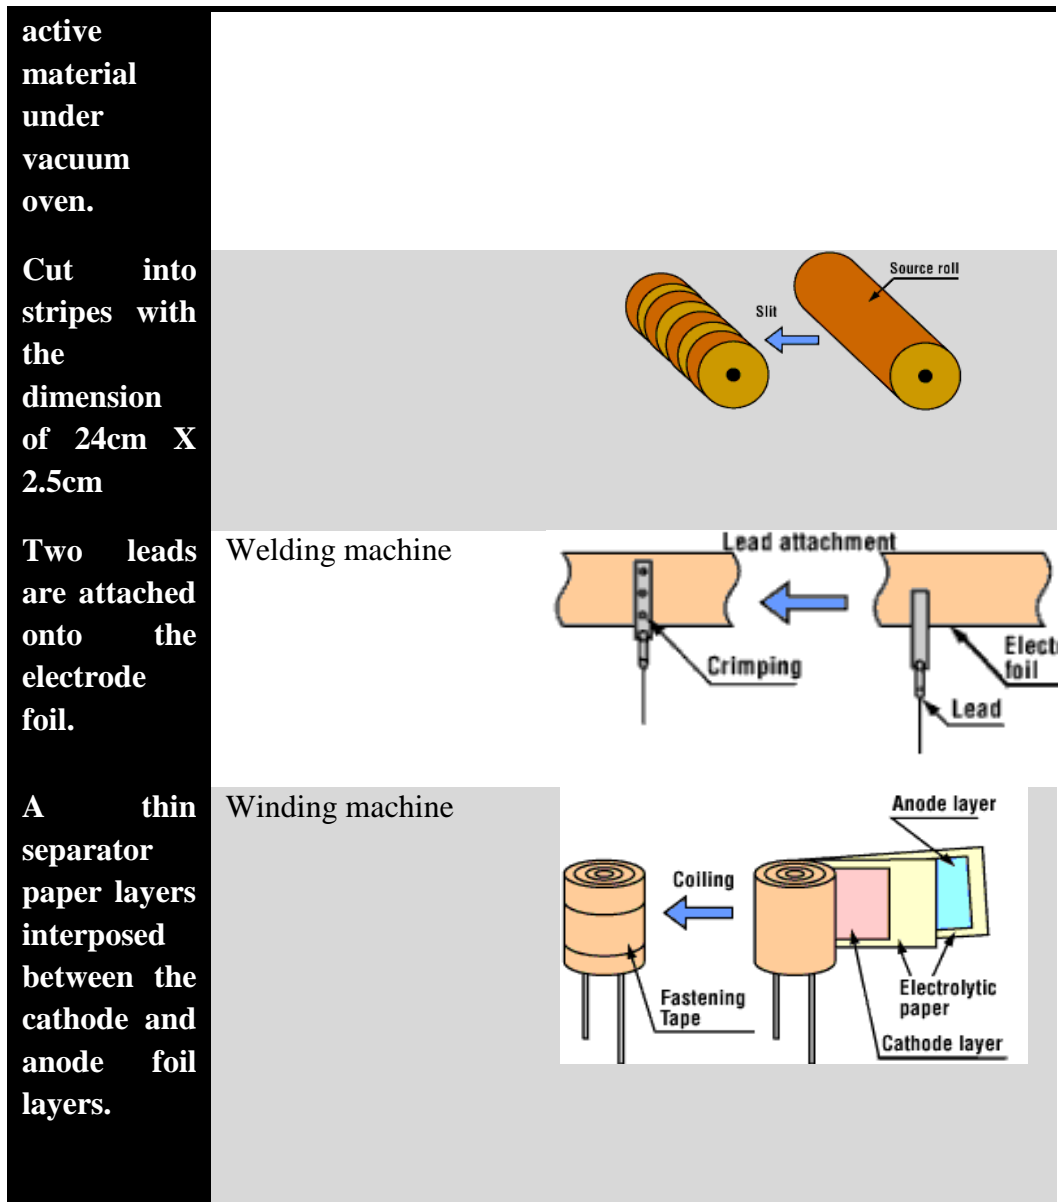 active
material
under
vacuum
oven.
Cut into
stripes with
the
dimension
of 24cm X
2.5cm
Source roll
Slit
Two leads
are attached
onto the
electrode
foil.
Welding machine
Lead attachment
Crimping
foil
Lead
A thin
separator
paper layers
interposed
between the
cathode and
anode foil
layers.
Winding machine
Anode layer
Coiling
Fastening
Tape
Electrolytic
paper
Cathode layer